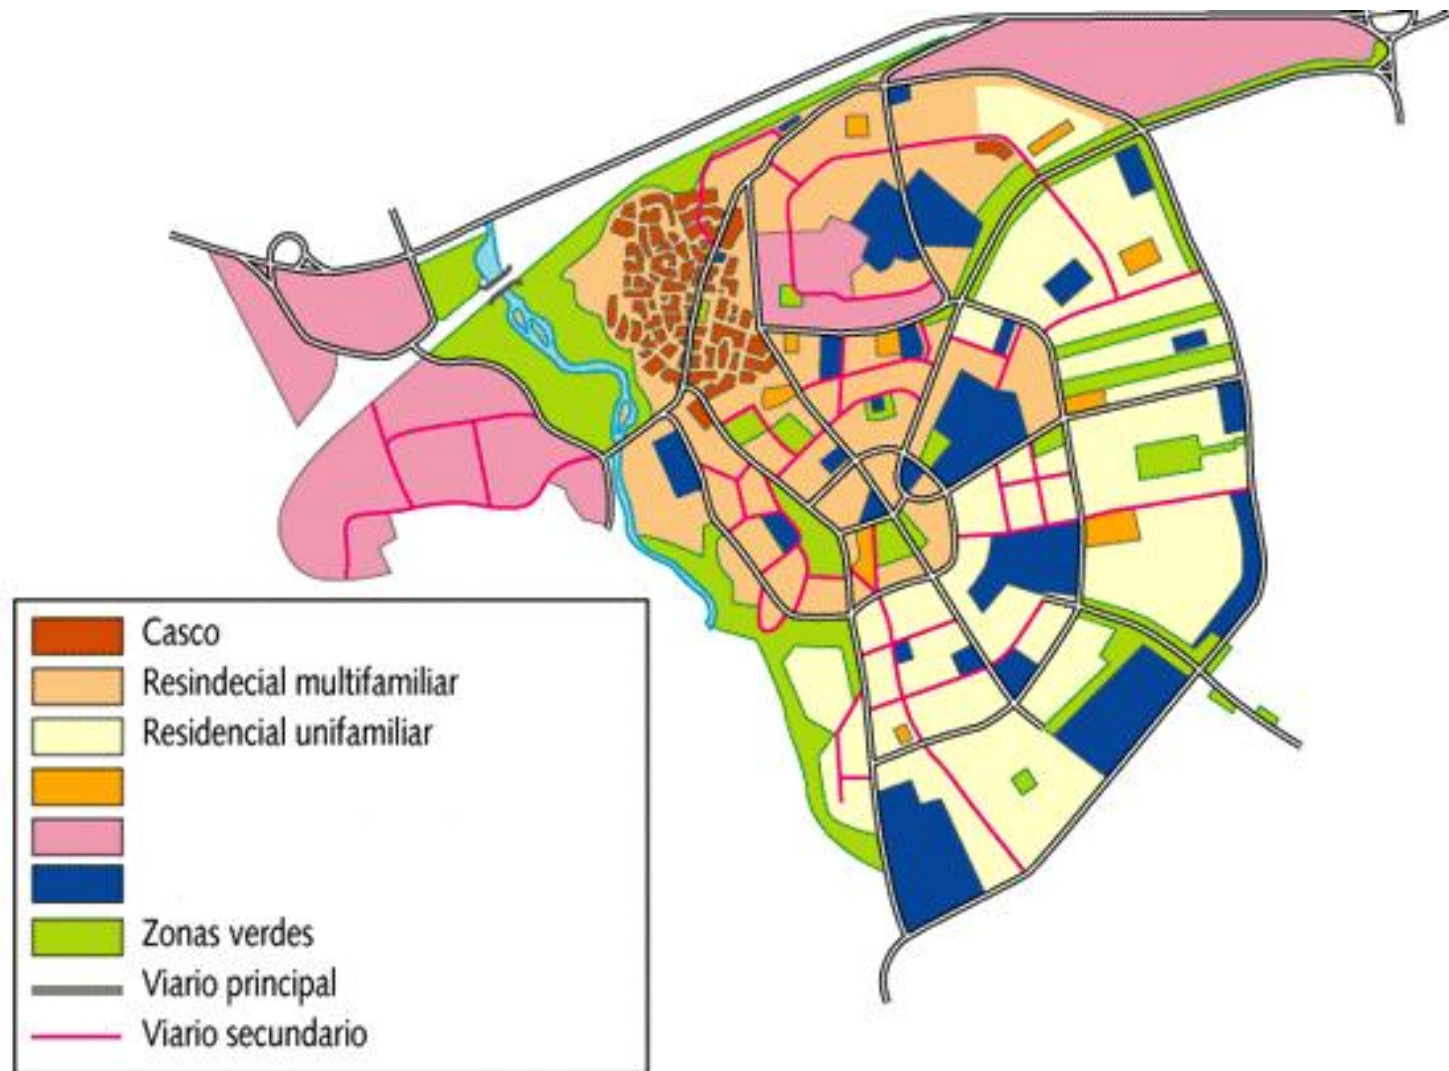 Casco
Resindecial multifamiliar
Residencial unifamiliar
Zonas verdes
Viario principal
Viario secundario